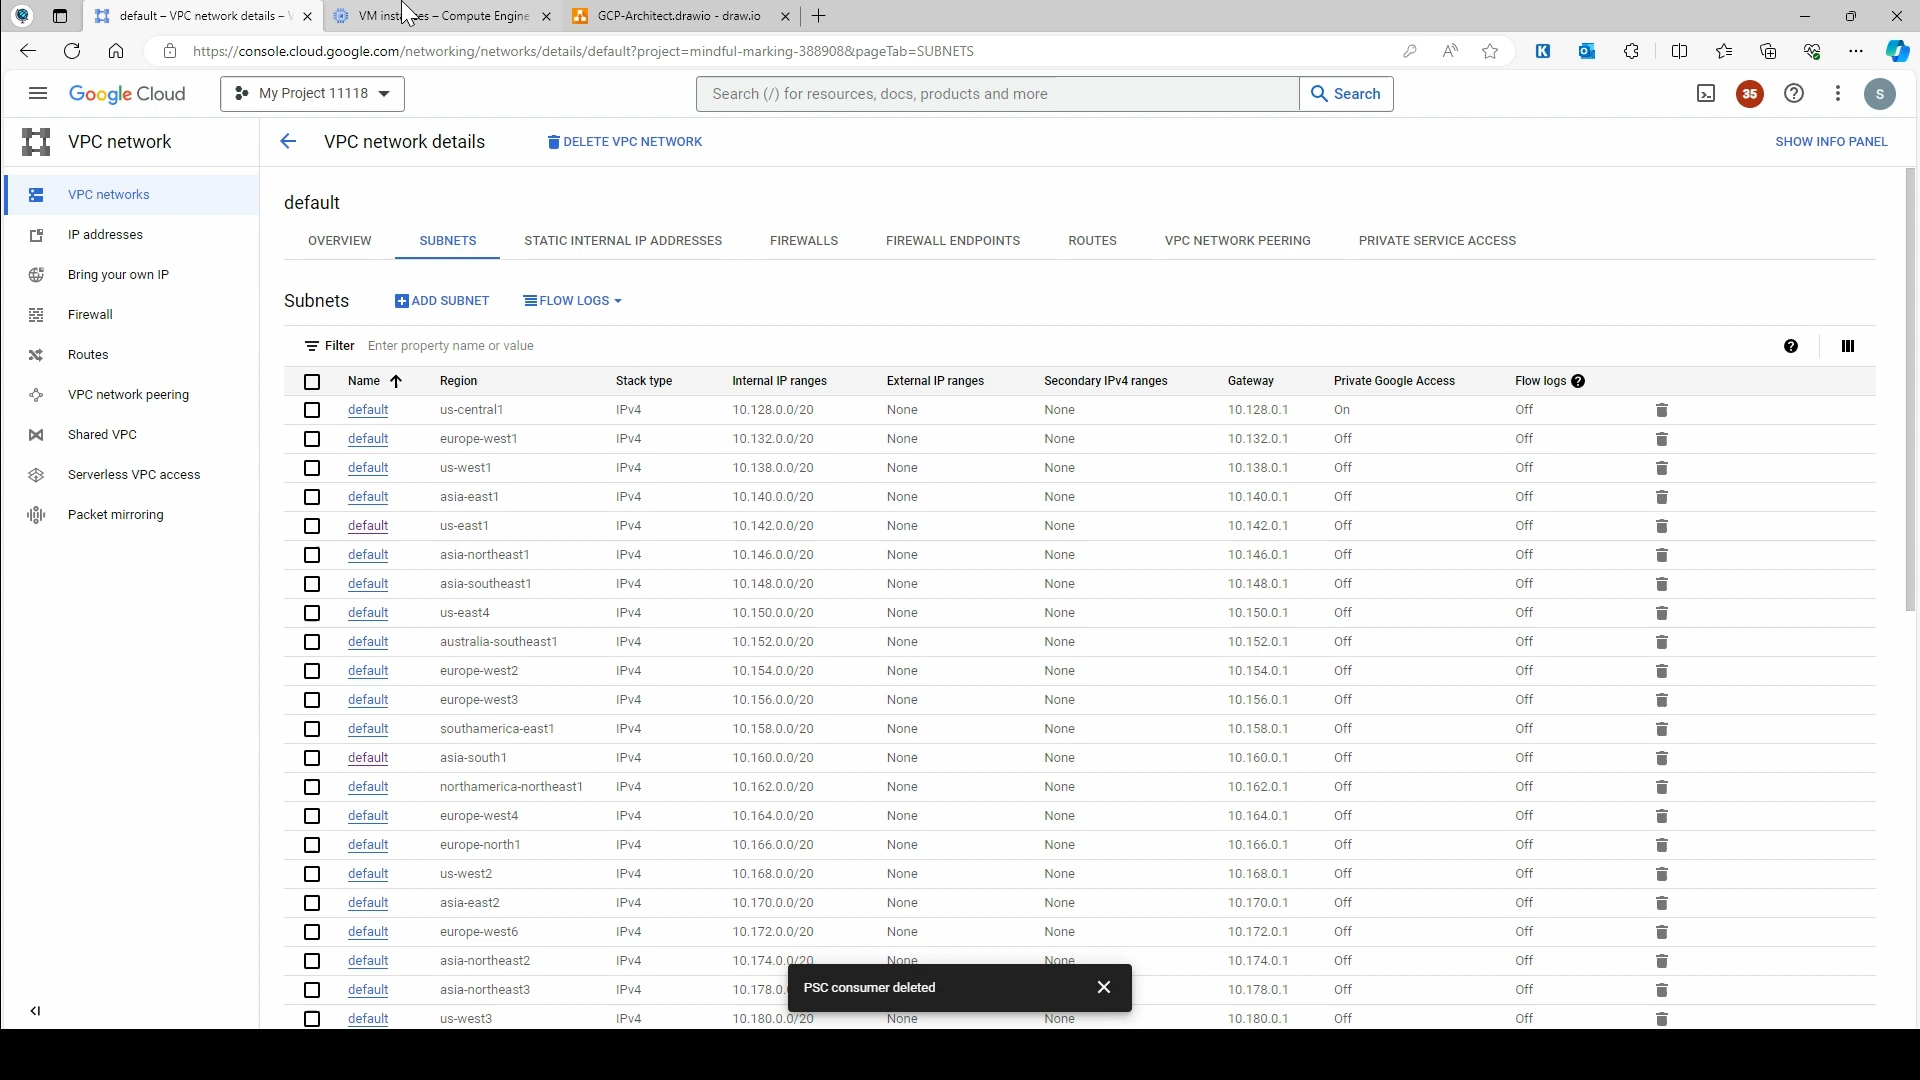 default – VPC network details – V
VM inst es – Compute Engine
GCP-Architect.drawio - draw.io
https://console.cloud.google.com/networking/networks/details/default?project=mindful-marking-388908&pageTab=SUBNETS
Google Cloud
My Project 11118
Search (/) for resources, docs, products and more
Search
35
S
VPC network
VPC network details
DELETE VPC NETWORK
SHOW INFO PANEL
VPC networks
IP addresses
Bring your own IP
Firewall
Routes
VPC network peering
Shared VPC
Serverless VPC access
Packet mirroring
default
OVERVIEW SUBNETS STATIC INTERNAL IP ADDRESSES FIREWALLS FIREWALL ENDPOINTS ROUTES VPC NETWORK PEERING PRIVATE SERVICE ACCESS
Subnets ADD SUBNET FLOW LOGS
Filter Enter property name or value
Name Region Stack type Internal IP ranges External IP ranges Secondary IPv4 ranges Gateway Private Google Access Flow logs
default us-central1 IPv4 10.128.0.0/20 None None 10.128.0.1 On Off
default europe-west1 IPv4 10.132.0.0/20 None None 10.132.0.1 Off Off
default us-west1 IPv4 10.138.0.0/20 None None 10.138.0.1 Off Off
default asia-east1 IPv4 10.140.0.0/20 None None 10.140.0.1 Off Off
default us-east1 IPv4 10.142.0.0/20 None None 10.142.0.1 Off Off
default asia-northeast1 IPv4 10.146.0.0/20 None None 10.146.0.1 Off Off
default asia-southeast1 IPv4 10.148.0.0/20 None None 10.148.0.1 Off Off
default us-east4 IPv4 10.150.0.0/20 None None 10.150.0.1 Off Off
default australia-southeast1 IPv4 10.152.0.0/20 None None 10.152.0.1 Off Off
default europe-west2 IPv4 10.154.0.0/20 None None 10.154.0.1 Off Off
default europe-west3 IPv4 10.156.0.0/20 None None 10.156.0.1 Off Off
default southamerica-east1 IPv4 10.158.0.0/20 None None 10.158.0.1 Off Off
default asia-south1 IPv4 10.160.0.0/20 None None 10.160.0.1 Off Off
default northamerica-northeast1 IPv4 10.162.0.0/20 None None 10.162.0.1 Off Off
default europe-west4 IPv4 10.164.0.0/20 None None 10.164.0.1 Off Off
default europe-north1 IPv4 10.166.0.0/20 None None 10.166.0.1 Off Off
default us-west2 IPv4 10.168.0.0/20 None None 10.168.0.1 Off Off
default asia-east2 IPv4 10.170.0.0/20 None None 10.170.0.1 Off Off
default europe-west6 IPv4 10.172.0.0/20 None None 10.172.0.1 Off Off
default asia-northeast2 IPv4 10.174.0.0/20 None None 10.174.0.1 Off Off
default asia-northeast3 IPv4 10.178.0. 10.178.0.1 Off Off
default us-west3 IPv4 10.180.0.0/20 None None 10.180.0.1 Off Off
PSC consumer deleted